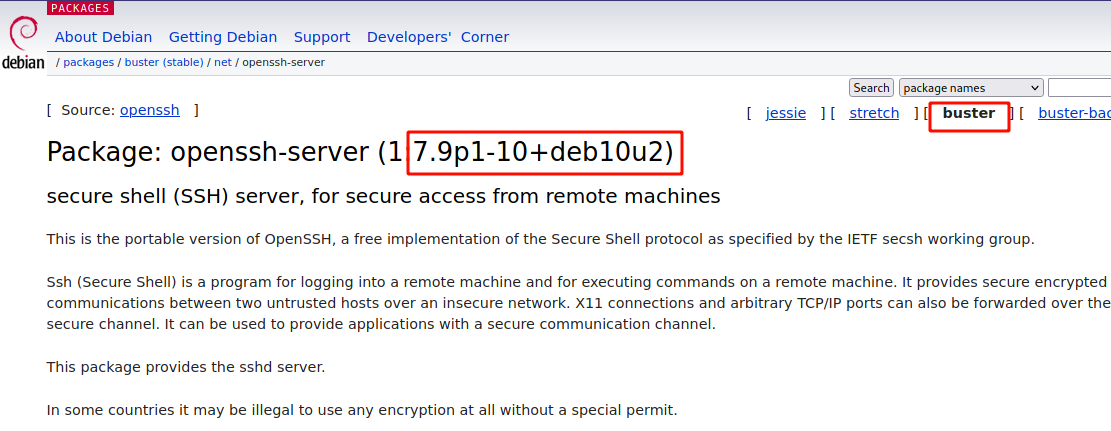 PACKAGES
About Debian Getting Debian Support Developers' Corner
debian
/ packages / buster (stable) / net / openssh-server
Search package names
[ Source: openssh ]
[ jessie ] [ stretch ] [ buster ] [ buster-bac
Package: openssh-server (1:7.9p1-10+deb10u2)
secure shell (SSH) server, for secure access from remote machines
This is the portable version of OpenSSH, a free implementation of the Secure Shell protocol as specified by the IETF secsh working group.
Ssh (Secure Shell) is a program for logging into a remote machine and for executing commands on a remote machine. It provides secure encrypted
communications between two untrusted hosts over an insecure network. X11 connections and arbitrary TCP/IP ports can also be forwarded over the
secure channel. It can be used to provide applications with a secure communication channel.
This package provides the sshd server.
In some countries it may be illegal to use any encryption at all without a special permit.